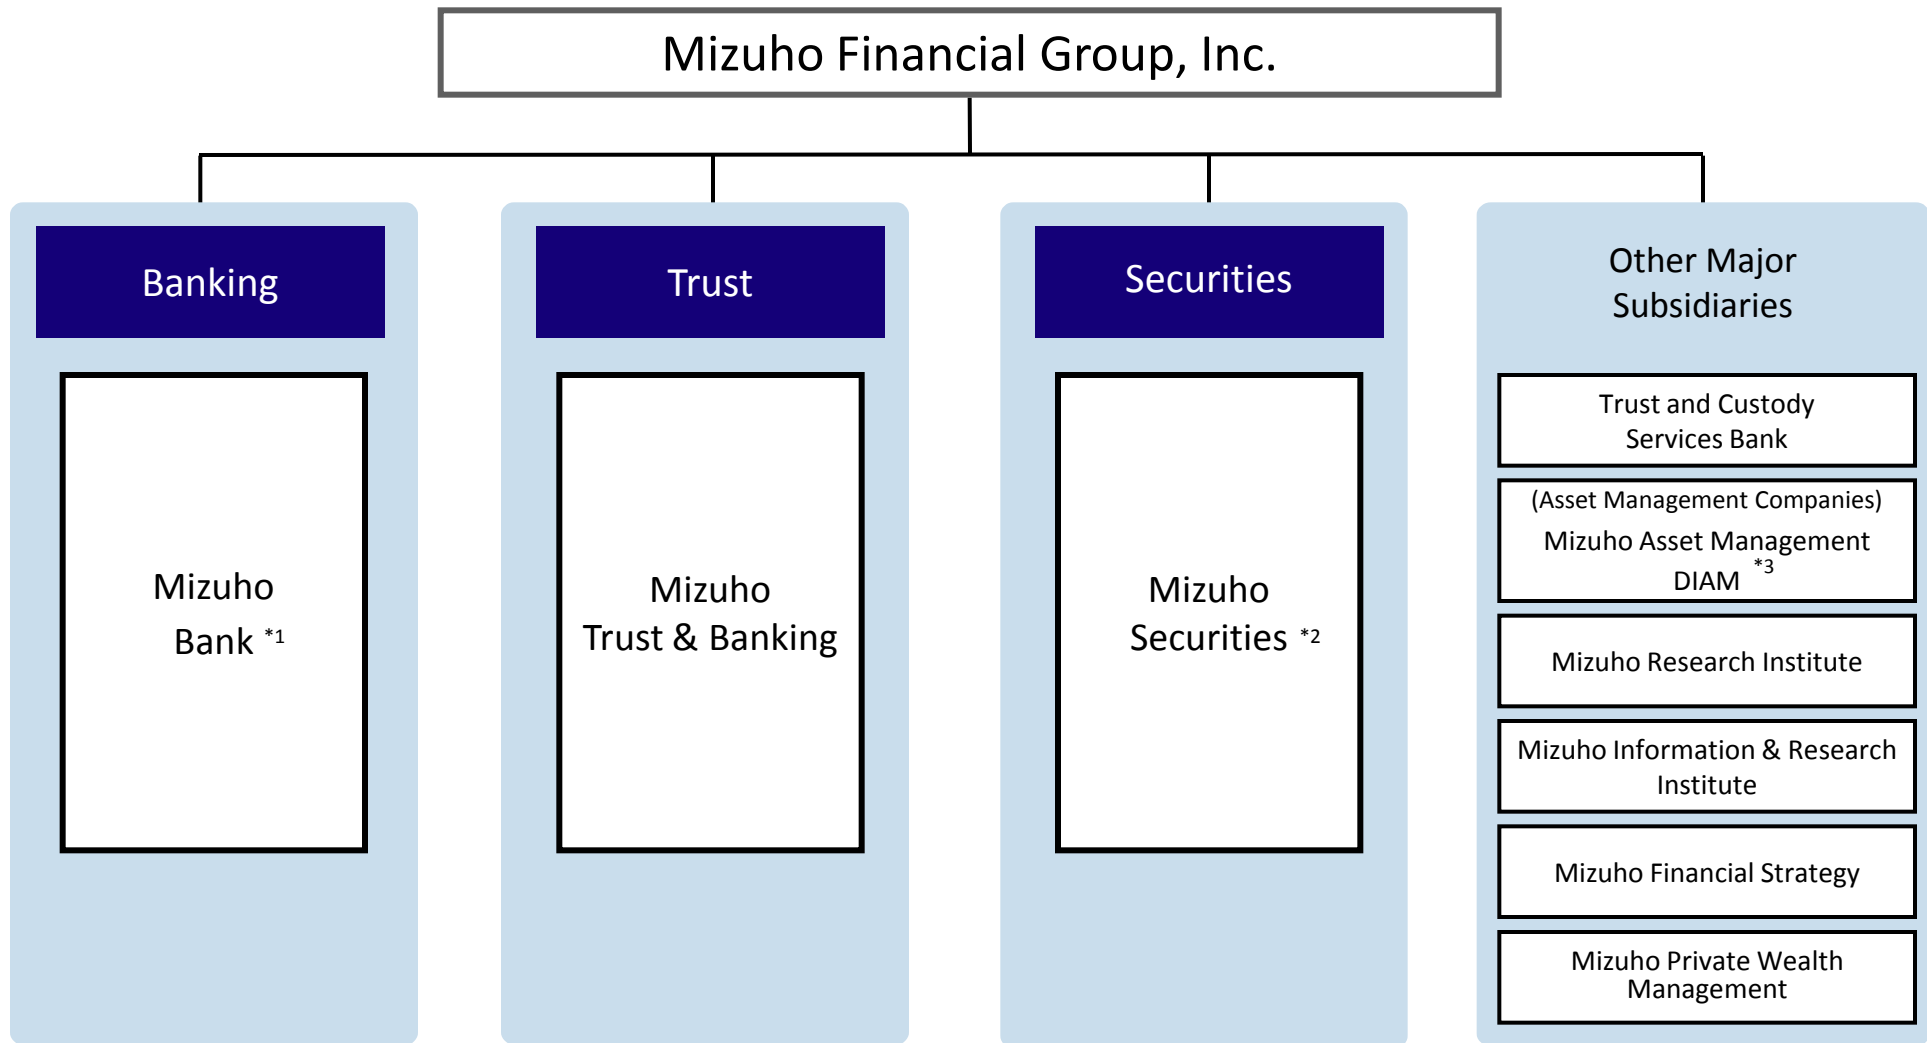 Mizuho Financial Group, Inc.
Banking
Mizuho
Bank *1
Trust
Mizuho
Trust & Banking
Securities
Mizuho
Securities *2
Other Major
Subsidiaries
Trust and Custody
Services Bank
(Asset Management Companies)
Mizuho Asset Management
DIAM *3
Mizuho Research Institute
Mizuho Information & Research
Institute
Mizuho Financial Strategy
Mizuho Private Wealth
Management